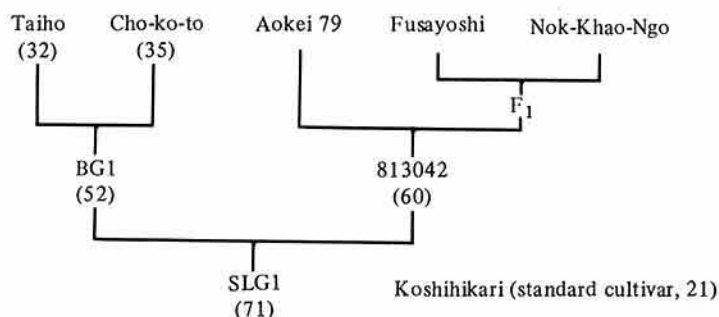 Taiho Cho-ko-to Aokei 79 Fusayoshi Nok-Khao-Ngo
(32) (35)
F1
BG1 813042
(52) (60)
SLG1
(71)
Koshihikari (standard cultivar, 21)